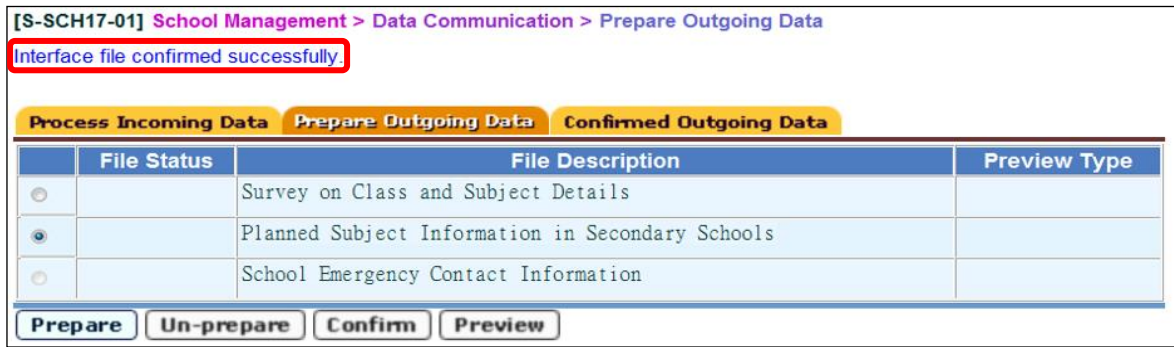 [S-SCH17-01] School Management > Data Communication > Prepare Outgoing Data
Interface file confirmed successfully.
Process Incoming Data Prepare Outgoing Data Confirmed Outgoing Data
File Status File Description Preview Type
Survey on Class and Subject Details
Planned Subject Information in Secondary Schools
School Emergency Contact Information
Prepare Un-prepare Confirm Preview